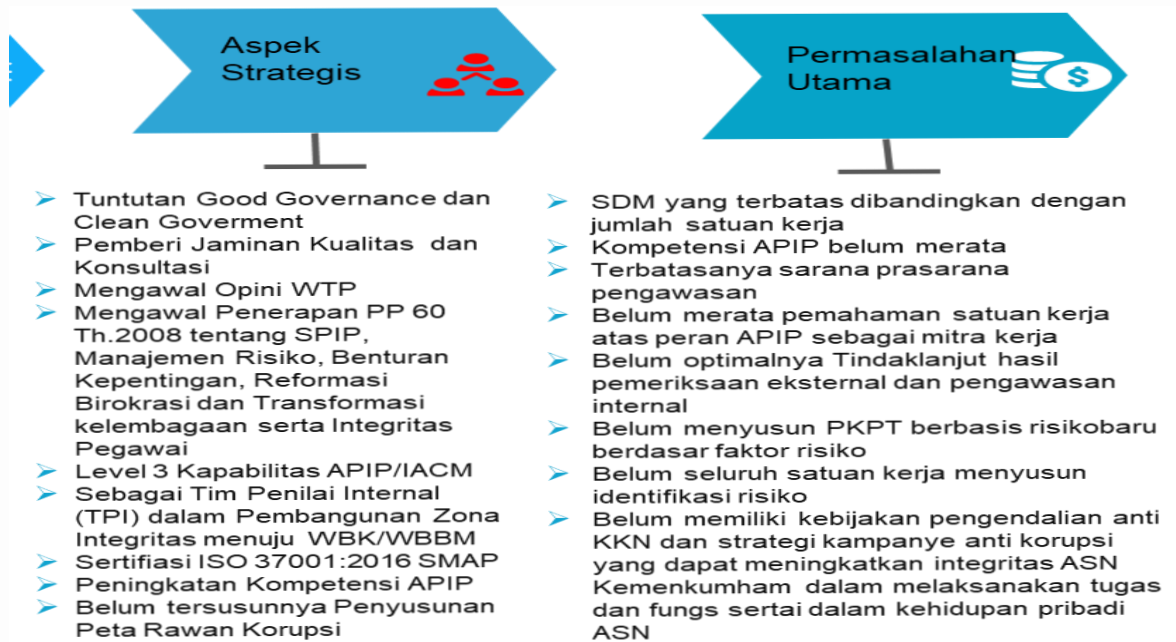 Aspek
Strategis
Tuntutan Good Governance dan
Clean Goverment
Pemberi Jaminan Kualitas dan
Konsultasi
Mengawal Opini WTP
Mengawal Penerapan PP 60
Th.2008 tentang SPIP,
Manajemen Risiko, Benturan
Kepentingan, Reformasi
Birokrasi dan Transformasi
kelembagaan serta Integritas
Pegawai
Level 3 Kapabilitas APIP/IACM
Sebagai Tim Penilai Internal
(TPI) dalam Pembangunan Zona
Integritas menuju WBK/WBBM
Sertifiasi ISO 37001:2016 SMAP
Peningkatan Kompetensi APIP
Belum tersusunnya Penyusunan
Peta Rawan Korupsi
Permasalahan
Utama
$
SDM yang terbatas dibandingkan dengan
jumlah satuan kerja
Kompetensi APIP belum merata
Terbatasanya sarana prasarana
pengawasan
Belum merata pemahaman satuan kerja
atas peran APIP sebagai mitra kerja
Belum optimalnya Tindaklanjut hasil
pemeriksaan eksternal dan pengawasan
internal
Belum menyusun PKPT berbasis risikobaru
berdasar faktor risiko
Belum seluruh satuan kerja menyusun
identifikasi risiko
Belum memiliki kebijakan pengendalian anti
KKN dan strategi kampanye anti korupsi
yang dapat meningkatkan integritas ASN
Kemenkumham dalam melaksanakan tugas
dan fungs sertai dalam kehidupan pribadi
ASN